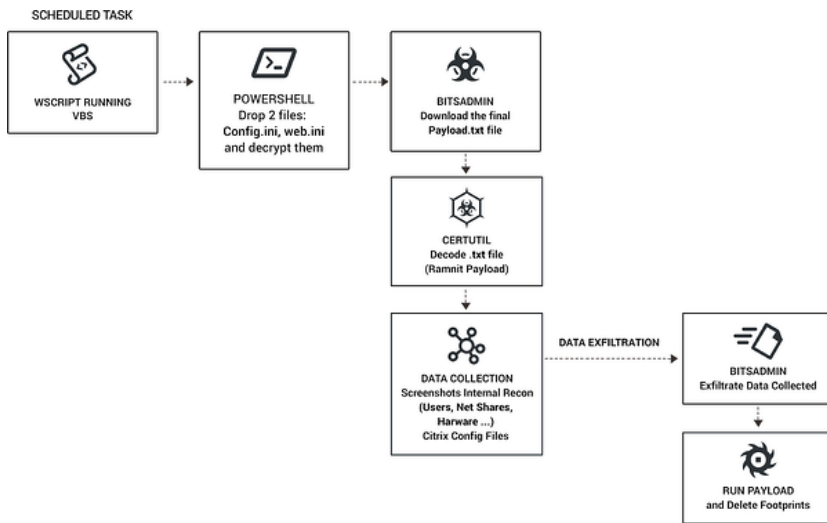 SCHEDULED TASK
WSCRIPT RUNNING
VBS
POWERSHELL
Drop 2 files:
Config.ini, web.ini
and decrypt them
BITSADMIN
Download the final
Payload.txt file
CERTUTIL
Decode .txt file
(Ramnit Payload)
DATA COLLECTION
Screenshots Internal Recon
(Users, Net Shares,
Harware ...)
Citrix Config Files
DATA EXFILTRATION
BITSADMIN
Exfiltrate Data Collected
RUN PAYLOAD
and Delete Footprints